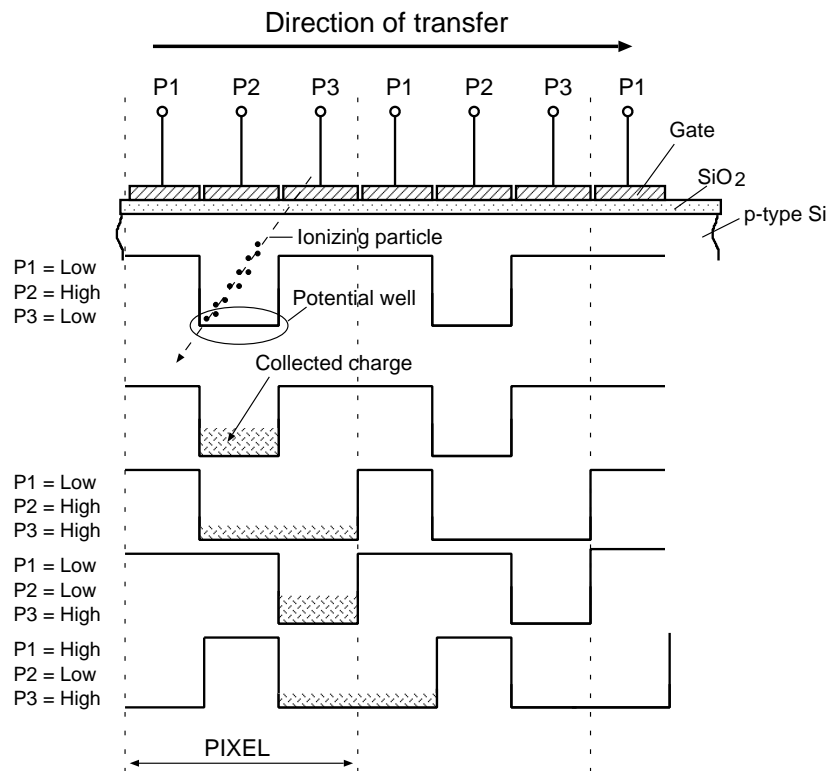 Direction of transfer
P1 P2 P3 P1 P2 P3 P1
Gate
SiO2
p-type Si
Ionizing particle
P1 = Low
P2 = High
P3 = Low
Potential well
Collected charge
P1 = Low
P2 = High
P3 = High
P1 = Low
P2 = Low
P3 = High
P1 = High
P2 = Low
P3 = High
PIXEL